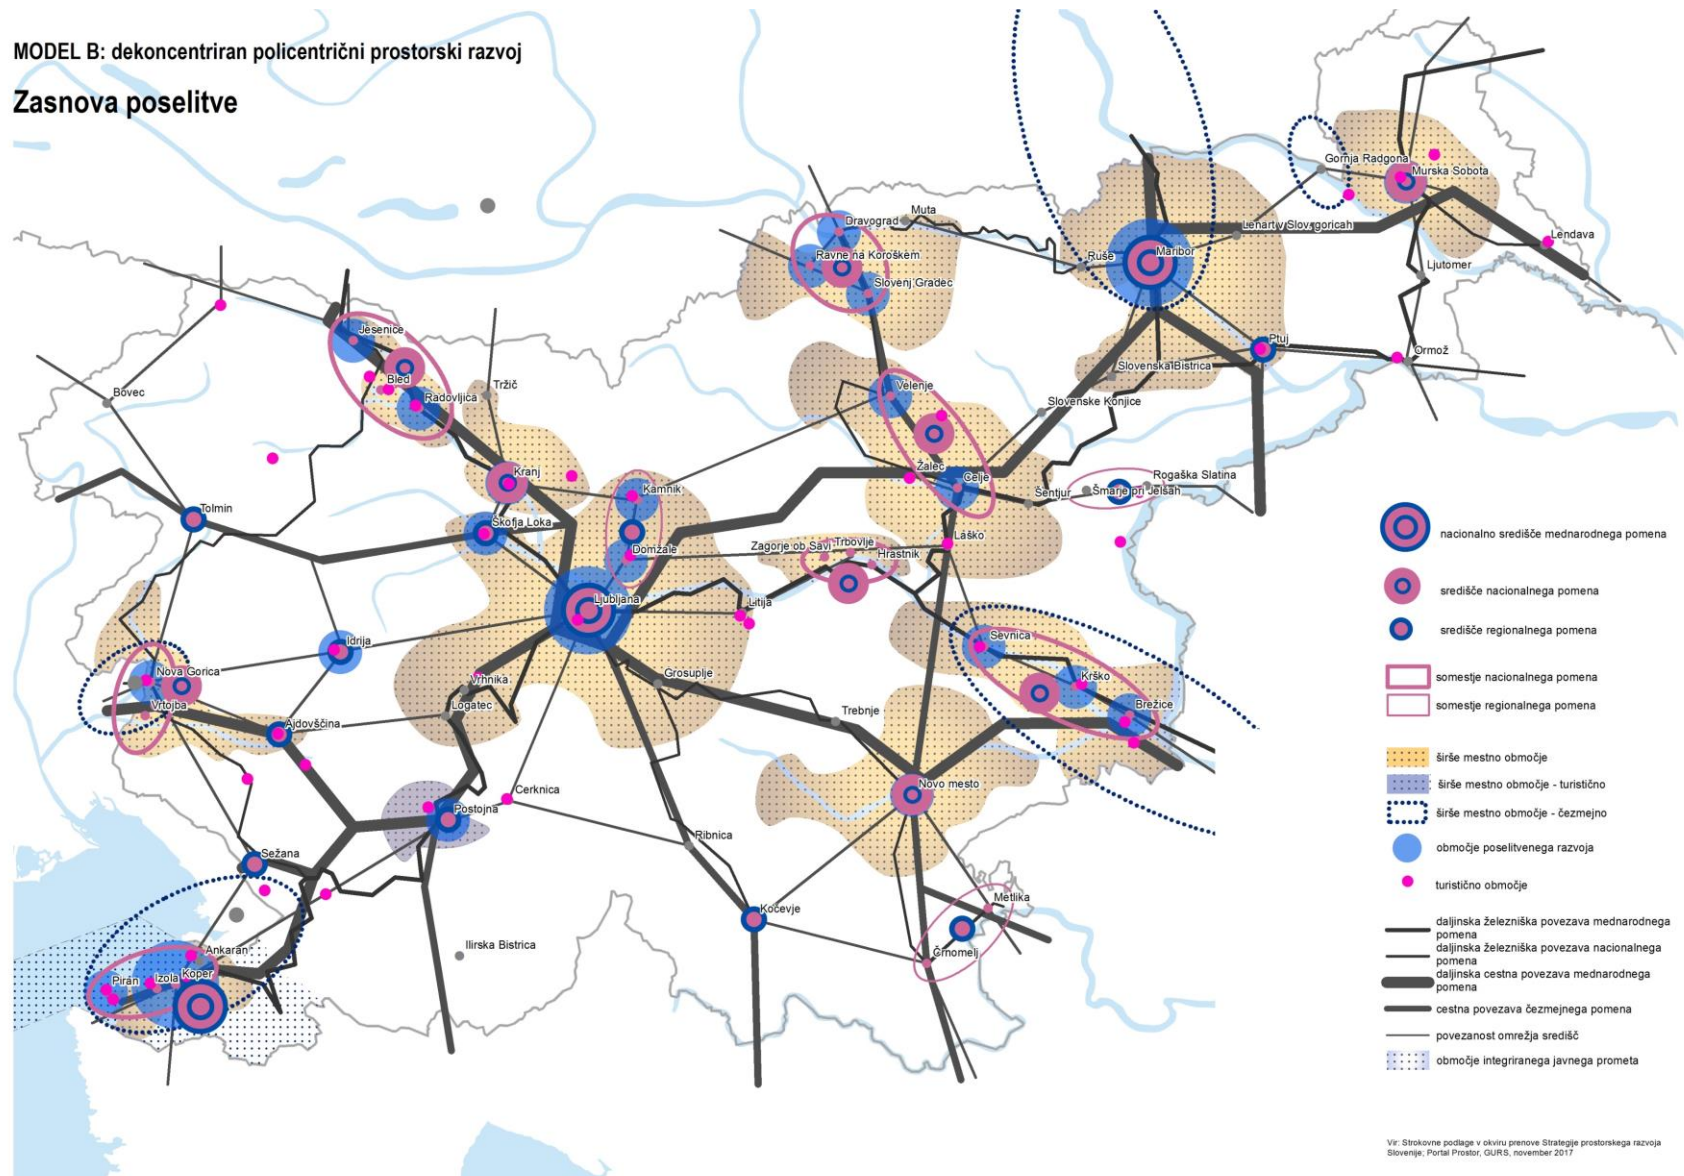 MODEL B: dekoncentriran policentrični prostorski razvoj
Zasnova poselitve
Gornja Radgona
Murska Sobota
Muta
Dravograd
Lenart v Slov. goricah
Lendava
Maribor
Ruše
Ravne na Koroškem
Ljutomer
Slovenj Gradec
Jesenice
Ptuj
Ormož
Slovenska Bistrica
Bled
Tržič
Velenje
Bovec
Radovljica
Slovenske Konjice
Kranj
Žalec
Celje
Rogaška Slatina
Kamnik
Šentjur
Šmarje pri Jelšah
Tolmin
Škofja Loka
Laško
Trbovlje
Zagorje ob Savi
Hrastnik
Domžale
Ljubljana
Litija
Idrija
Sevnica
Nova Gorica
Krško
Grosuplje
Vrhnika
Vrtojba
Brežice
Logatec
Trebnje
Ajdovščina
Novo mesto
Cerknica
Postojna
Ribnica
Sežana
Metlika
Kočevje
Ilirska Bistrica
Ankaran
Črnomelj
Koper
Izola
Piran
nacionalno središče mednarodnega pomena
središče nacionalnega pomena
središče regionalnega pomena
somestje nacionalnega pomena
somestje regionalnega pomena
širše mestno območje
širše mestno območje - turistično
širše mestno območje - čezmejno
območje poselitvenega razvoja
turistično območje
daljinska železniška povezava mednarodnega
pomena
daljinska železniška povezava nacionalnega
pomena
daljinska cestna povezava mednarodnega
pomena
cestna povezava čezmejnega pomena
povezanost omrežja središč
območje integriranega javnega prometa
Vir: Strokovne podlage v okviru prenove Strategije prostorskega razvoja
Slovenije; Portal Prostor, GURS, november 2017